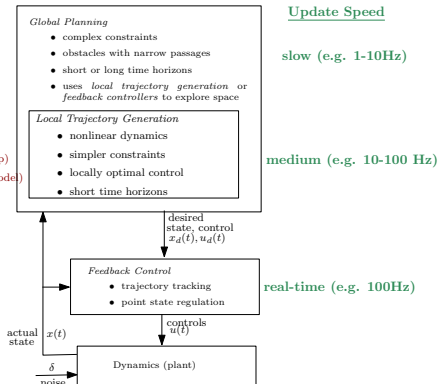 Update Speed
Global Planning
• complex constraints
• obstacles with narrow passages
• short or long time horizons
• uses local trajectory generation or
feedback controllers to explore space
slow (e.g. 1-10Hz)
Local Trajectory Generation
• nonlinear dynamics
• simpler constraints
• locally optimal control
• short time horizons
medium (e.g. 10-100 Hz)
desired
state, control
x_d(t), u_d(t)
Feedback Control
• trajectory tracking
• point state regulation
real-time (e.g. 100Hz)
controls
u(t)
actual
state
x(t)
Dynamics (plant)
δ
noise